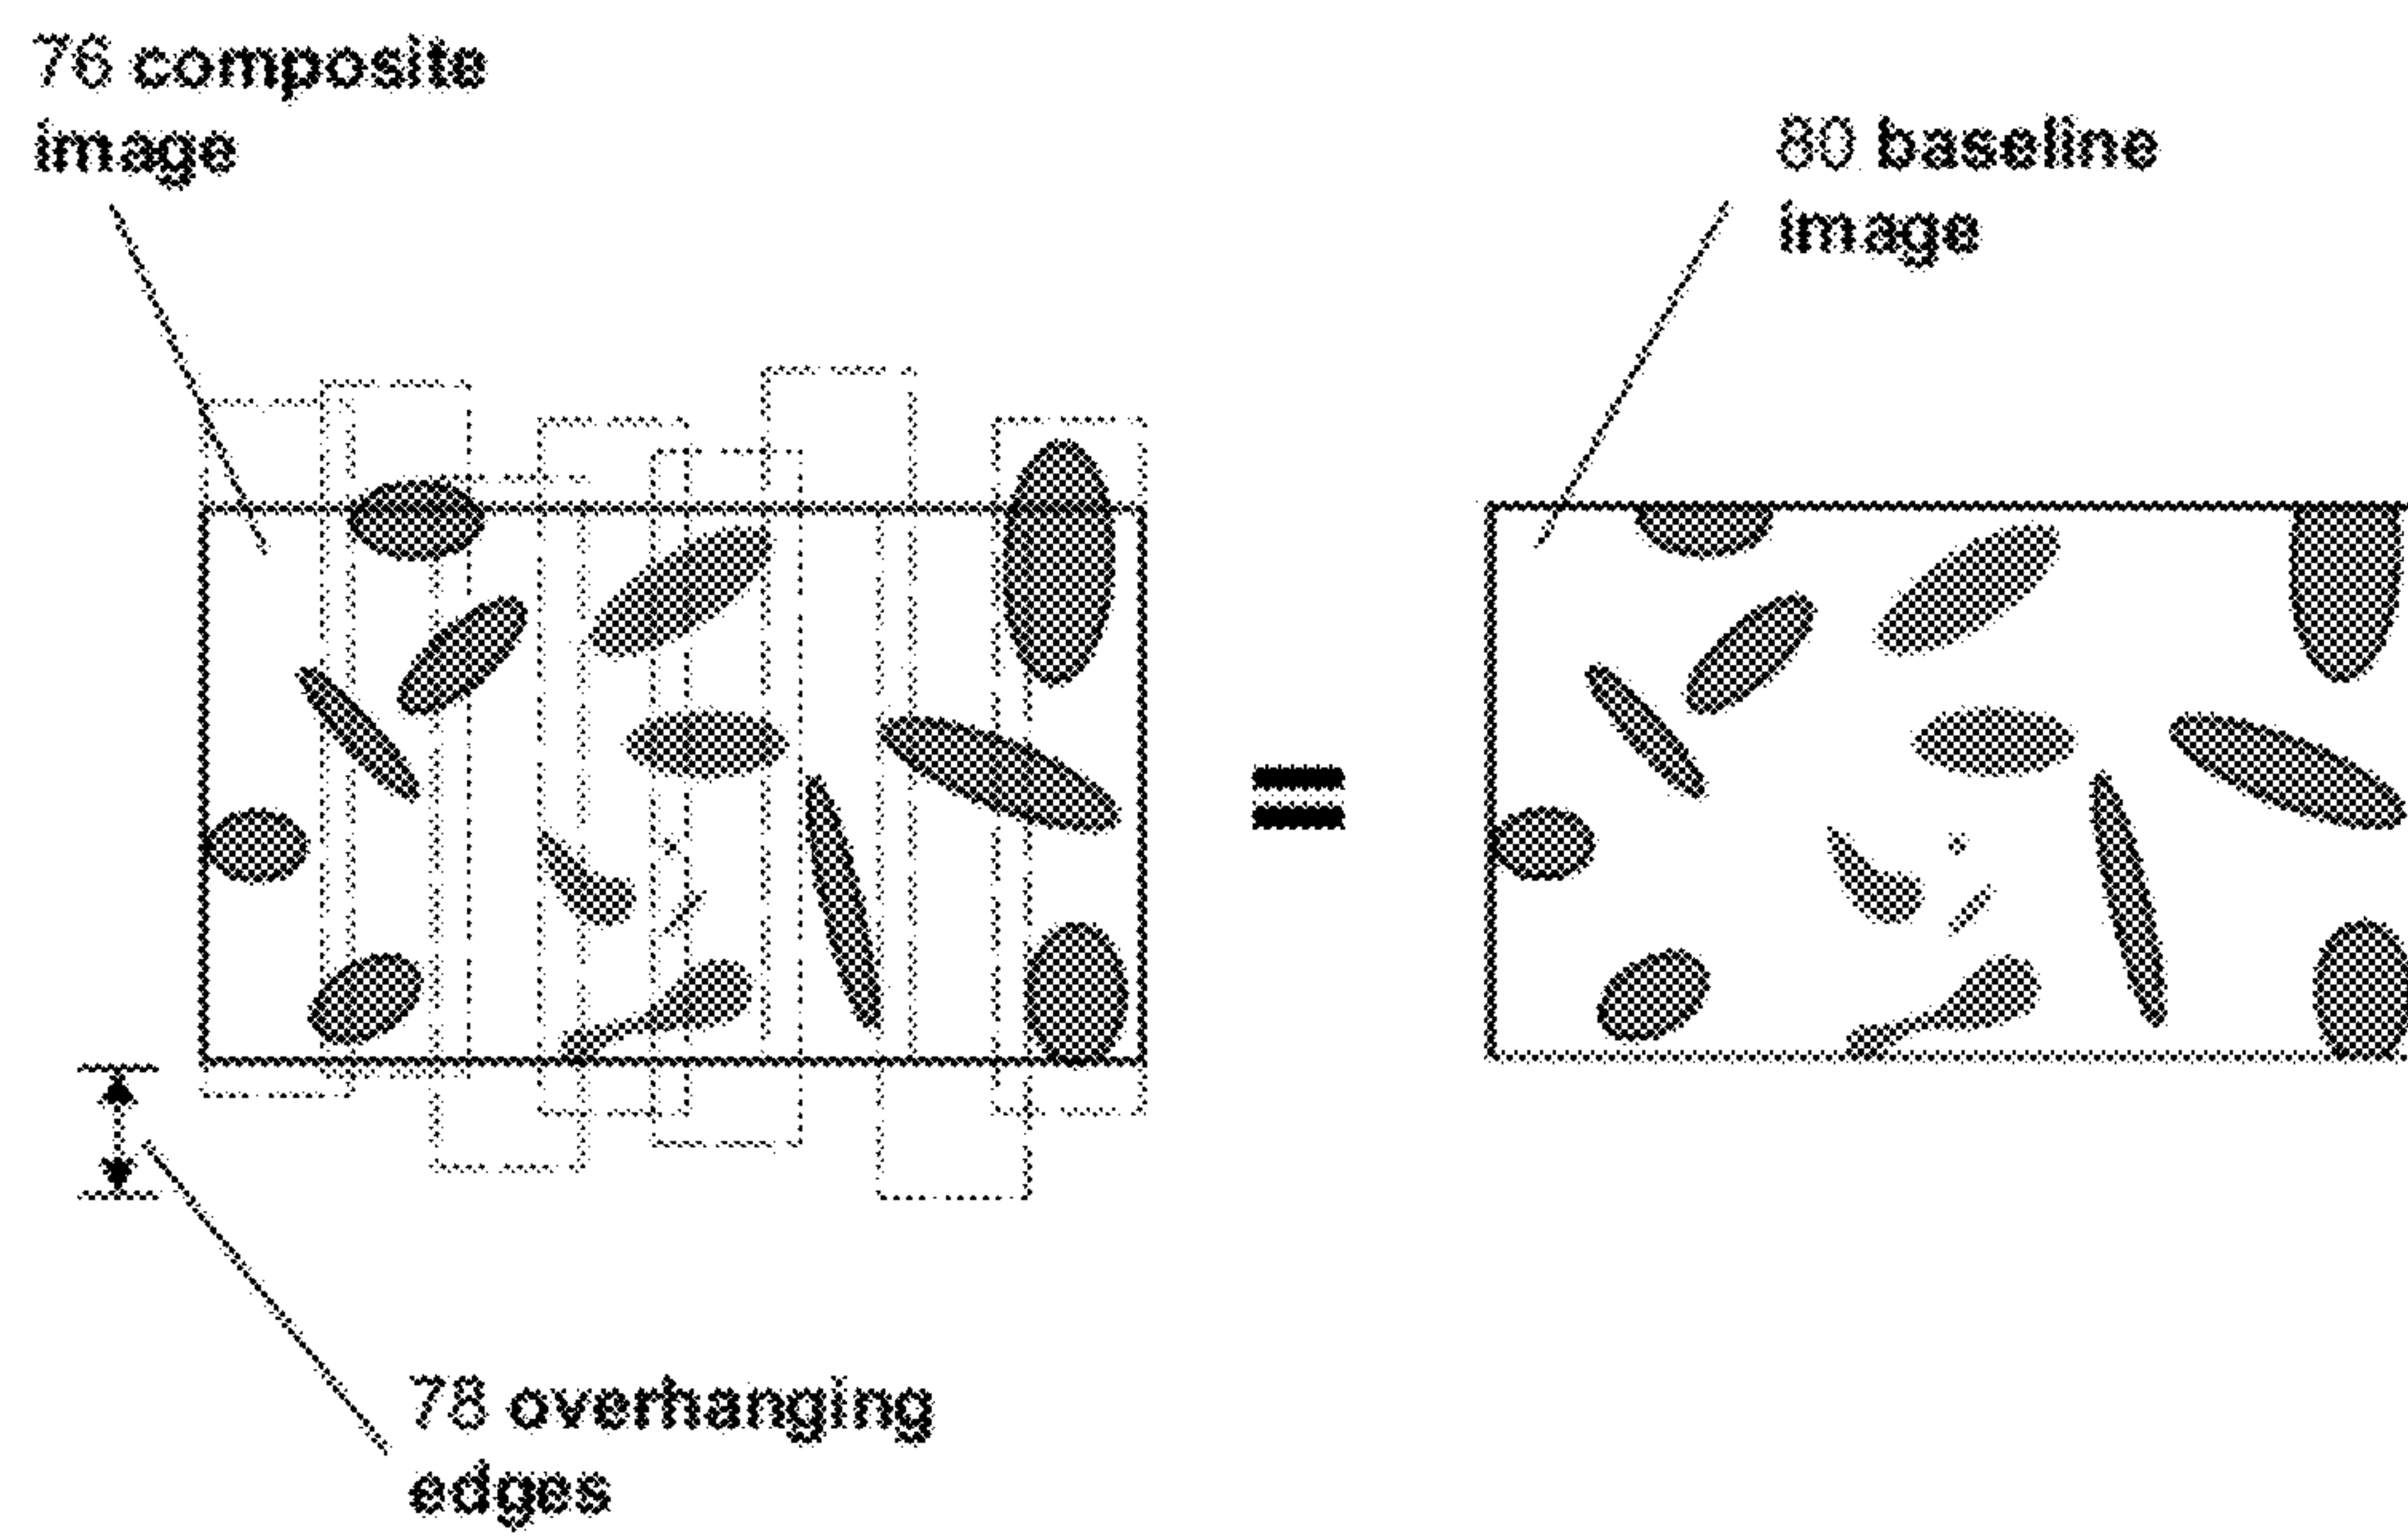 76 composite
image
80 baseline
image
=
78 overhanging
edges